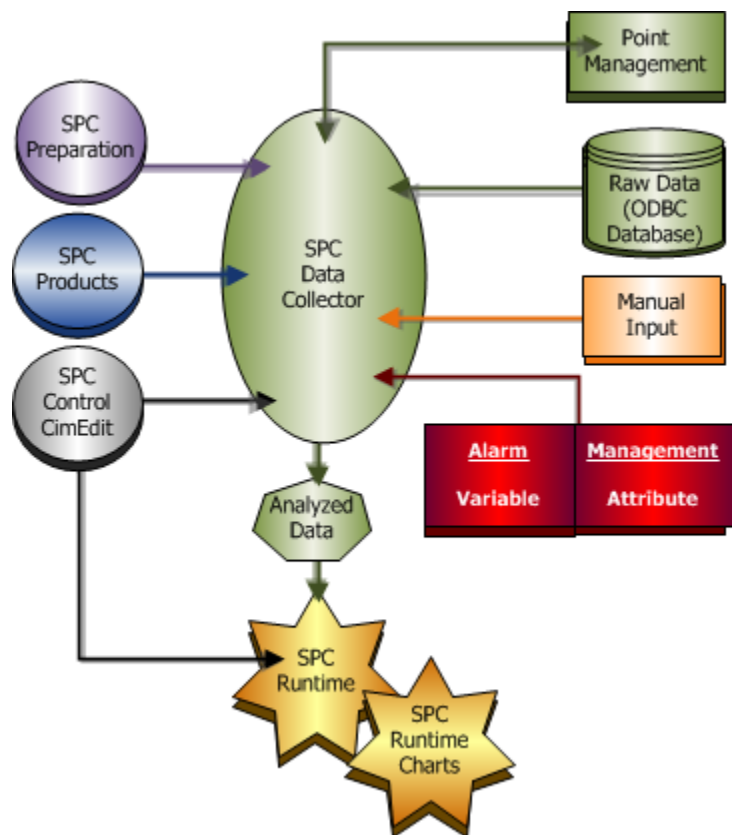 Point
Management
SPC
Preparation
Raw Data
(ODBC
Database)
SPC
Data
Collector
SPC
Products
Manual
Input
SPC
Control
CimEdit
Alarm
Variable
Management
Attribute
Analyzed
Data
SPC
Runtime
SPC
Runtime
Charts